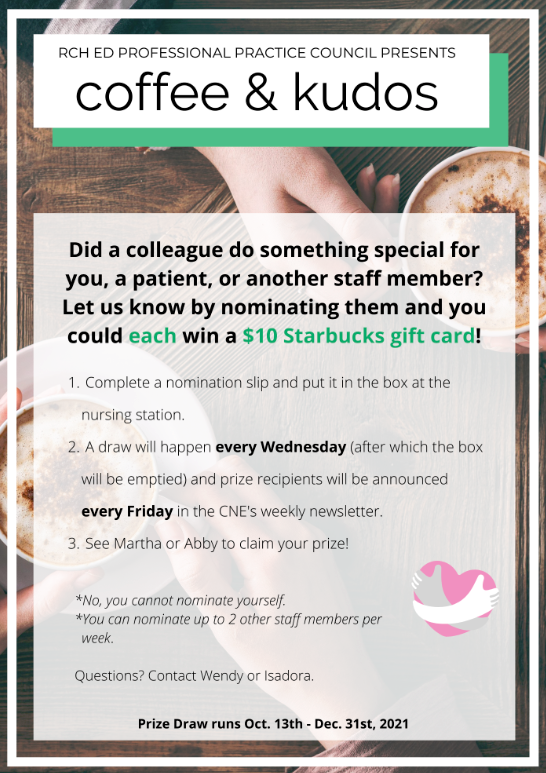 RCH ED PROFESSIONAL PRACTICE COUNCIL PRESENTS
coffee & kudos
Did a colleague do something special for
you, a patient, or another staff member?
Let us know by nominating them and you
could each win a $10 Starbucks gift card!
1. Complete a nomination slip and put it in the box at the
nursing station.
2. A draw will happen every Wednesday (after which the box
will be emptied) and prize recipients will be announced
every Friday in the CNE's weekly newsletter.
3. See Martha or Abby to claim your prize!
*No, you cannot nominate yourself.
*You can nominate up to 2 other staff members per
week.
Questions? Contact Wendy or Isadora.
Prize Draw runs Oct. 13th - Dec. 31st, 2021